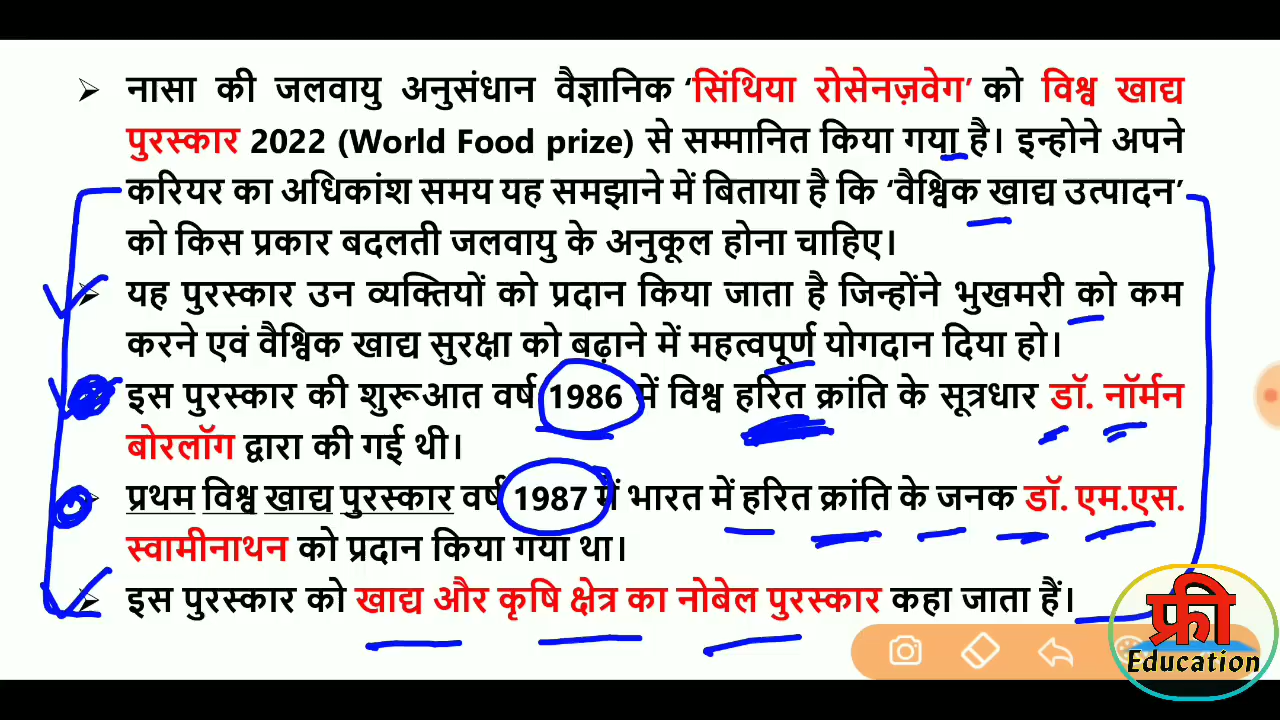 नासा की जलवायु अनुसंधान वैज्ञानिक ‘सिंथिया रोसेनज़वेग’ को विश्व खाद्य
पुरस्कार 2022 (World Food prize) से सम्मानित किया गया है। इन्होने अपने
करियर का अधिकांश समय यह समझाने में बिताया है कि ‘वैश्विक खाद्य उत्पादन’
को किस प्रकार बदलती जलवायु के अनुकूल होना चाहिए।
यह पुरस्कार उन व्यक्तियों को प्रदान किया जाता है जिन्होंने भुखमरी को कम
करने एवं वैश्विक खाद्य सुरक्षा को बढ़ाने में महत्वपूर्ण योगदान दिया हो।
इस पुरस्कार की शुरूआत वर्ष 1986 में विश्व हरित क्रांति के सूत्रधार डॉ. नॉर्मन
बोरलॉग द्वारा की गई थी।
प्रथम विश्व खाद्य पुरस्कार वर्ष 1987 में भारत में हरित क्रांति के जनक डॉ. एम.एस.
स्वामीनाथन को प्रदान किया गया था।
इस पुरस्कार को खाद्य और कृषि क्षेत्र का नोबेल पुरस्कार कहा जाता हैं।
फ्री
Education